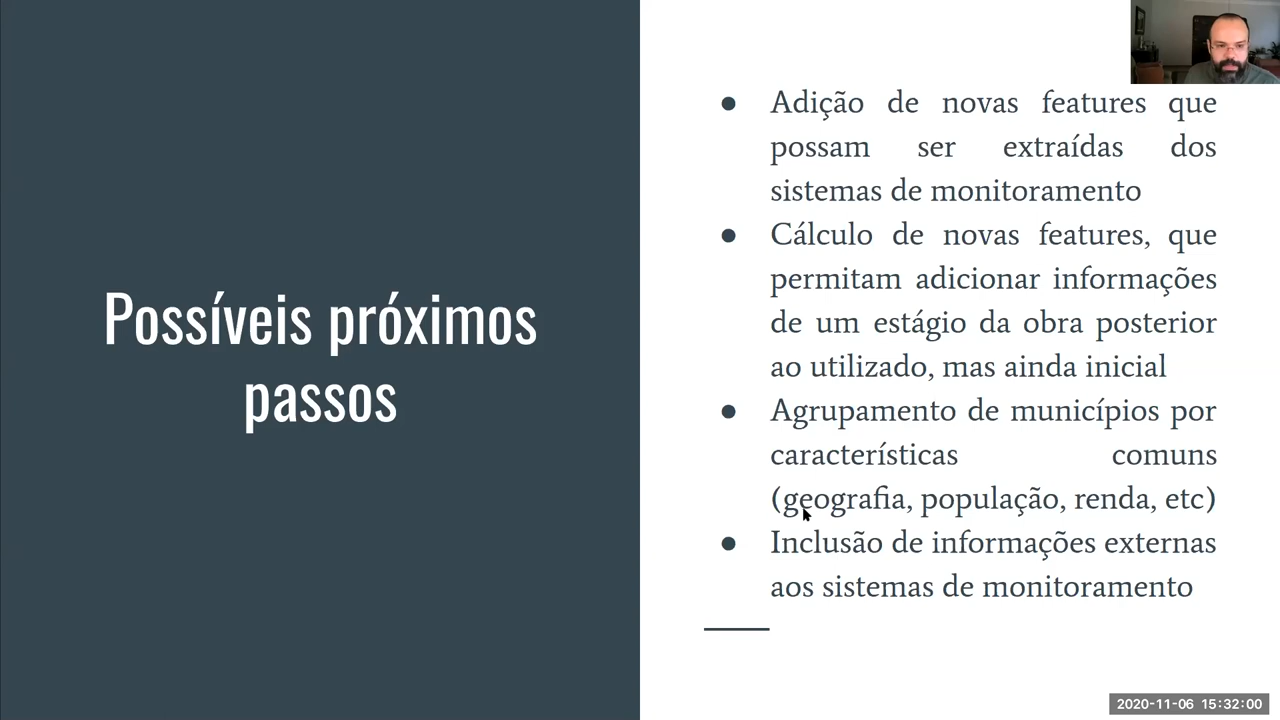 Possíveis próximos
passos
Adição de novas features que
possam ser extraídas dos
sistemas de monitoramento
Cálculo de novas features, que
permitam adicionar informações
de um estágio da obra posterior
ao utilizado, mas ainda inicial
Agrupamento de municípios por
características comuns
(geografia, população, renda, etc)
Inclusão de informações externas
aos sistemas de monitoramento
2020-11-06 15:32:00